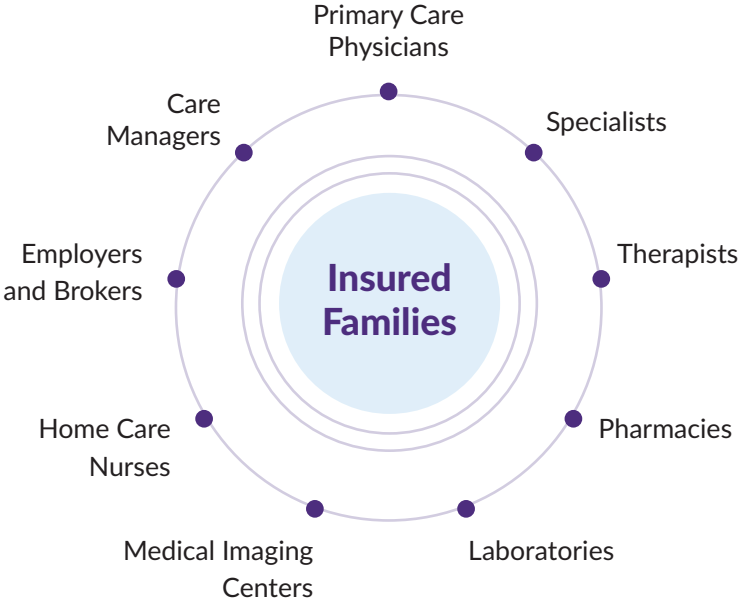 Primary Care
Physicians
Care
Managers
Specialists
Employers
and Brokers
Therapists
Insured
Families
Home Care
Nurses
Pharmacies
Medical Imaging
Centers
Laboratories